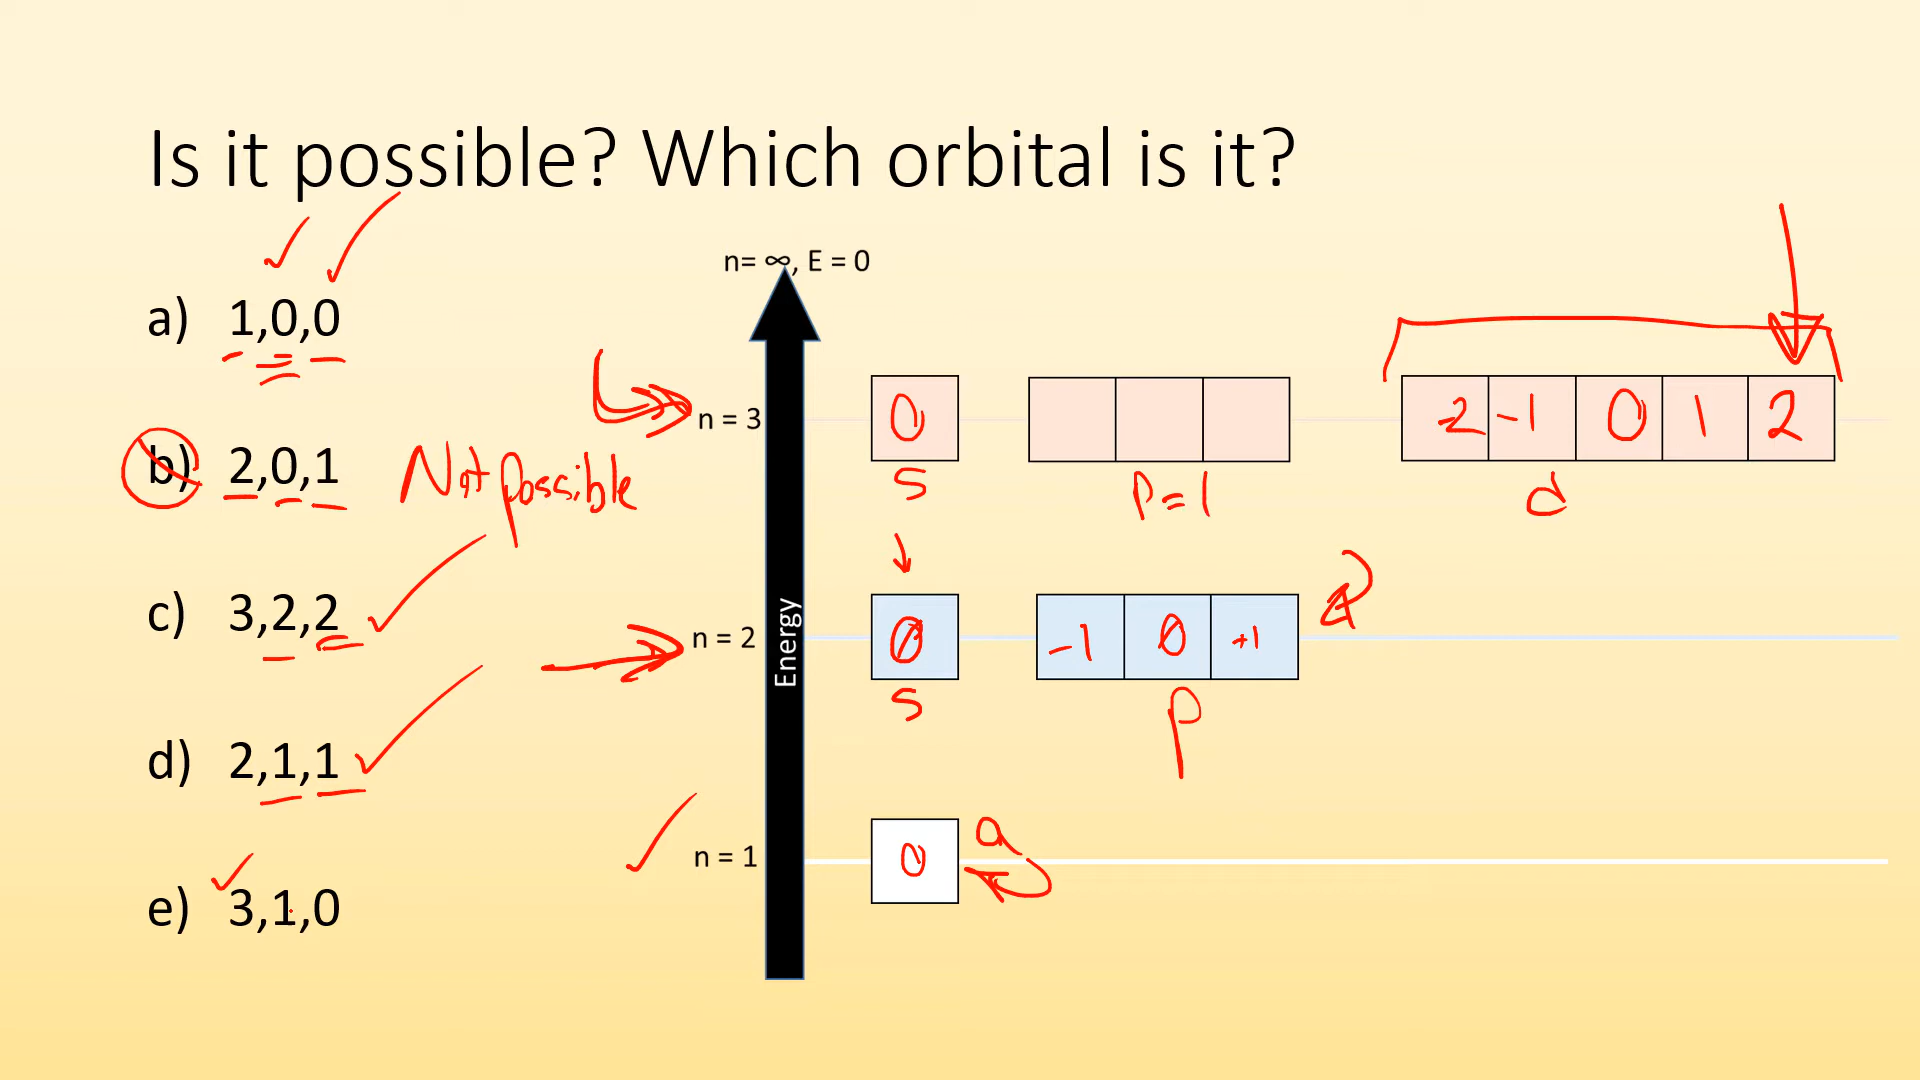 Is it possible? Which orbital is it?
n= ∞, E = 0
a) 1,0,0
n = 3
0
-2 -1 0 1 2
s
P = 1
d
b) 2,0,1
Not Possible
c) 3,2,2
n = 2
0
-1 0 +1
s
P
Energy
d) 2,1,1
n = 1
0
a
e) 3,1,0